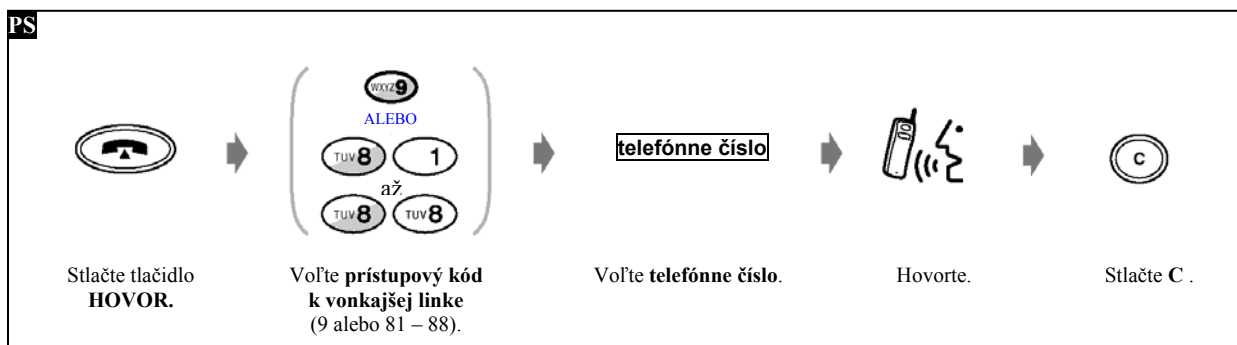 PS
WXYZ9
ALEBO
TUV8 1
až
TUV8 TUV8
telefónne číslo
C
Stlačte tlačidlo
HOVOR.
Voľte prístupový kód
k vonkajšej linke
(9 alebo 81 – 88).
Voľte telefónne číslo.
Hovorte.
Stlačte C .